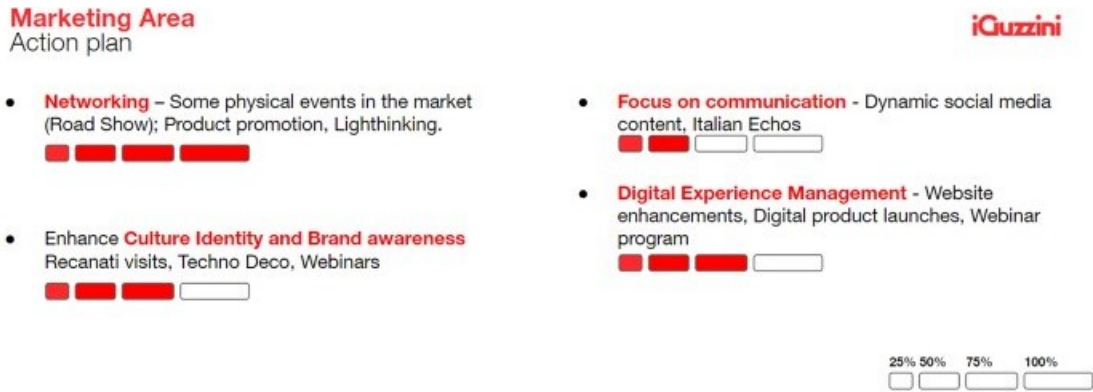 Marketing Area
Action plan
iGuzzini
● Networking – Some physical events in the market
(Road Show); Product promotion, Lighthinking.
● Enhance Culture Identity and Brand awareness
Recanati visits, Techno Deco, Webinars
● Focus on communication - Dynamic social media
content, Italian Echos
● Digital Experience Management - Website
enhancements, Digital product launches, Webinar
program
25% 50% 75% 100%